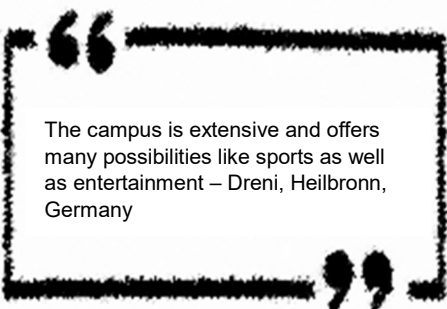 The campus is extensive and offers
many possibilities like sports as well
as entertainment – Dreni, Heilbronn,
Germany